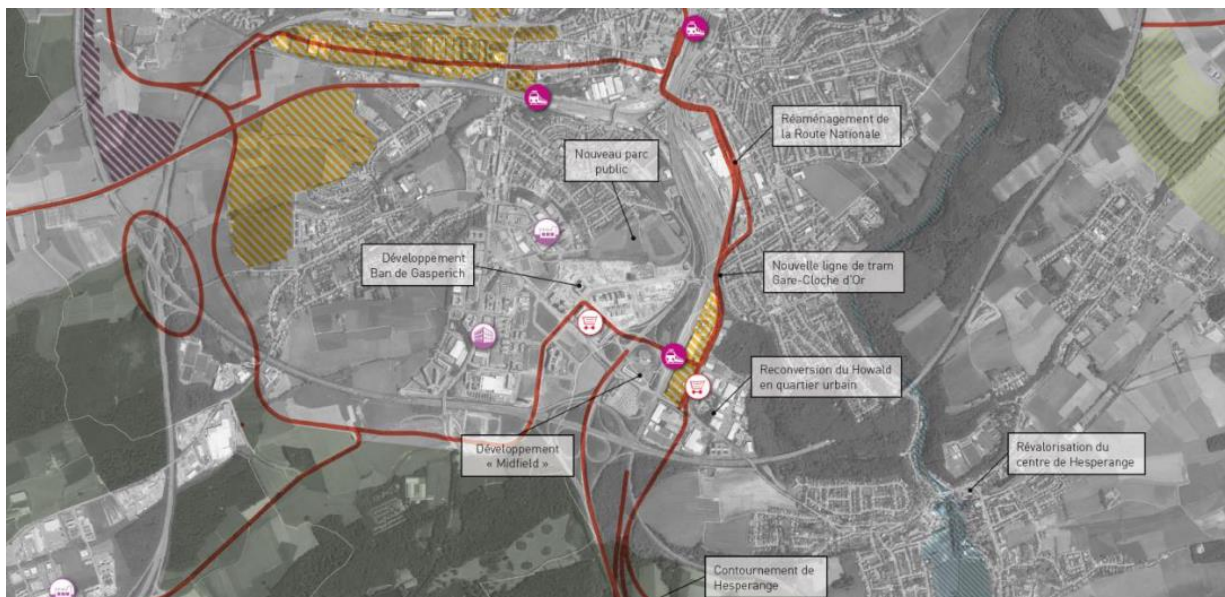 Réaménagement de
la Route Nationale
Nouveau parc
public
Développement
Ban de Gasperich
Nouvelle ligne de tram
Gare-Cloche d'Or
Reconversion du Howald
en quartier urbain
Développement
« Midfield »
Révalorisation du
centre de Hesperange
Contournement de
Hesperange